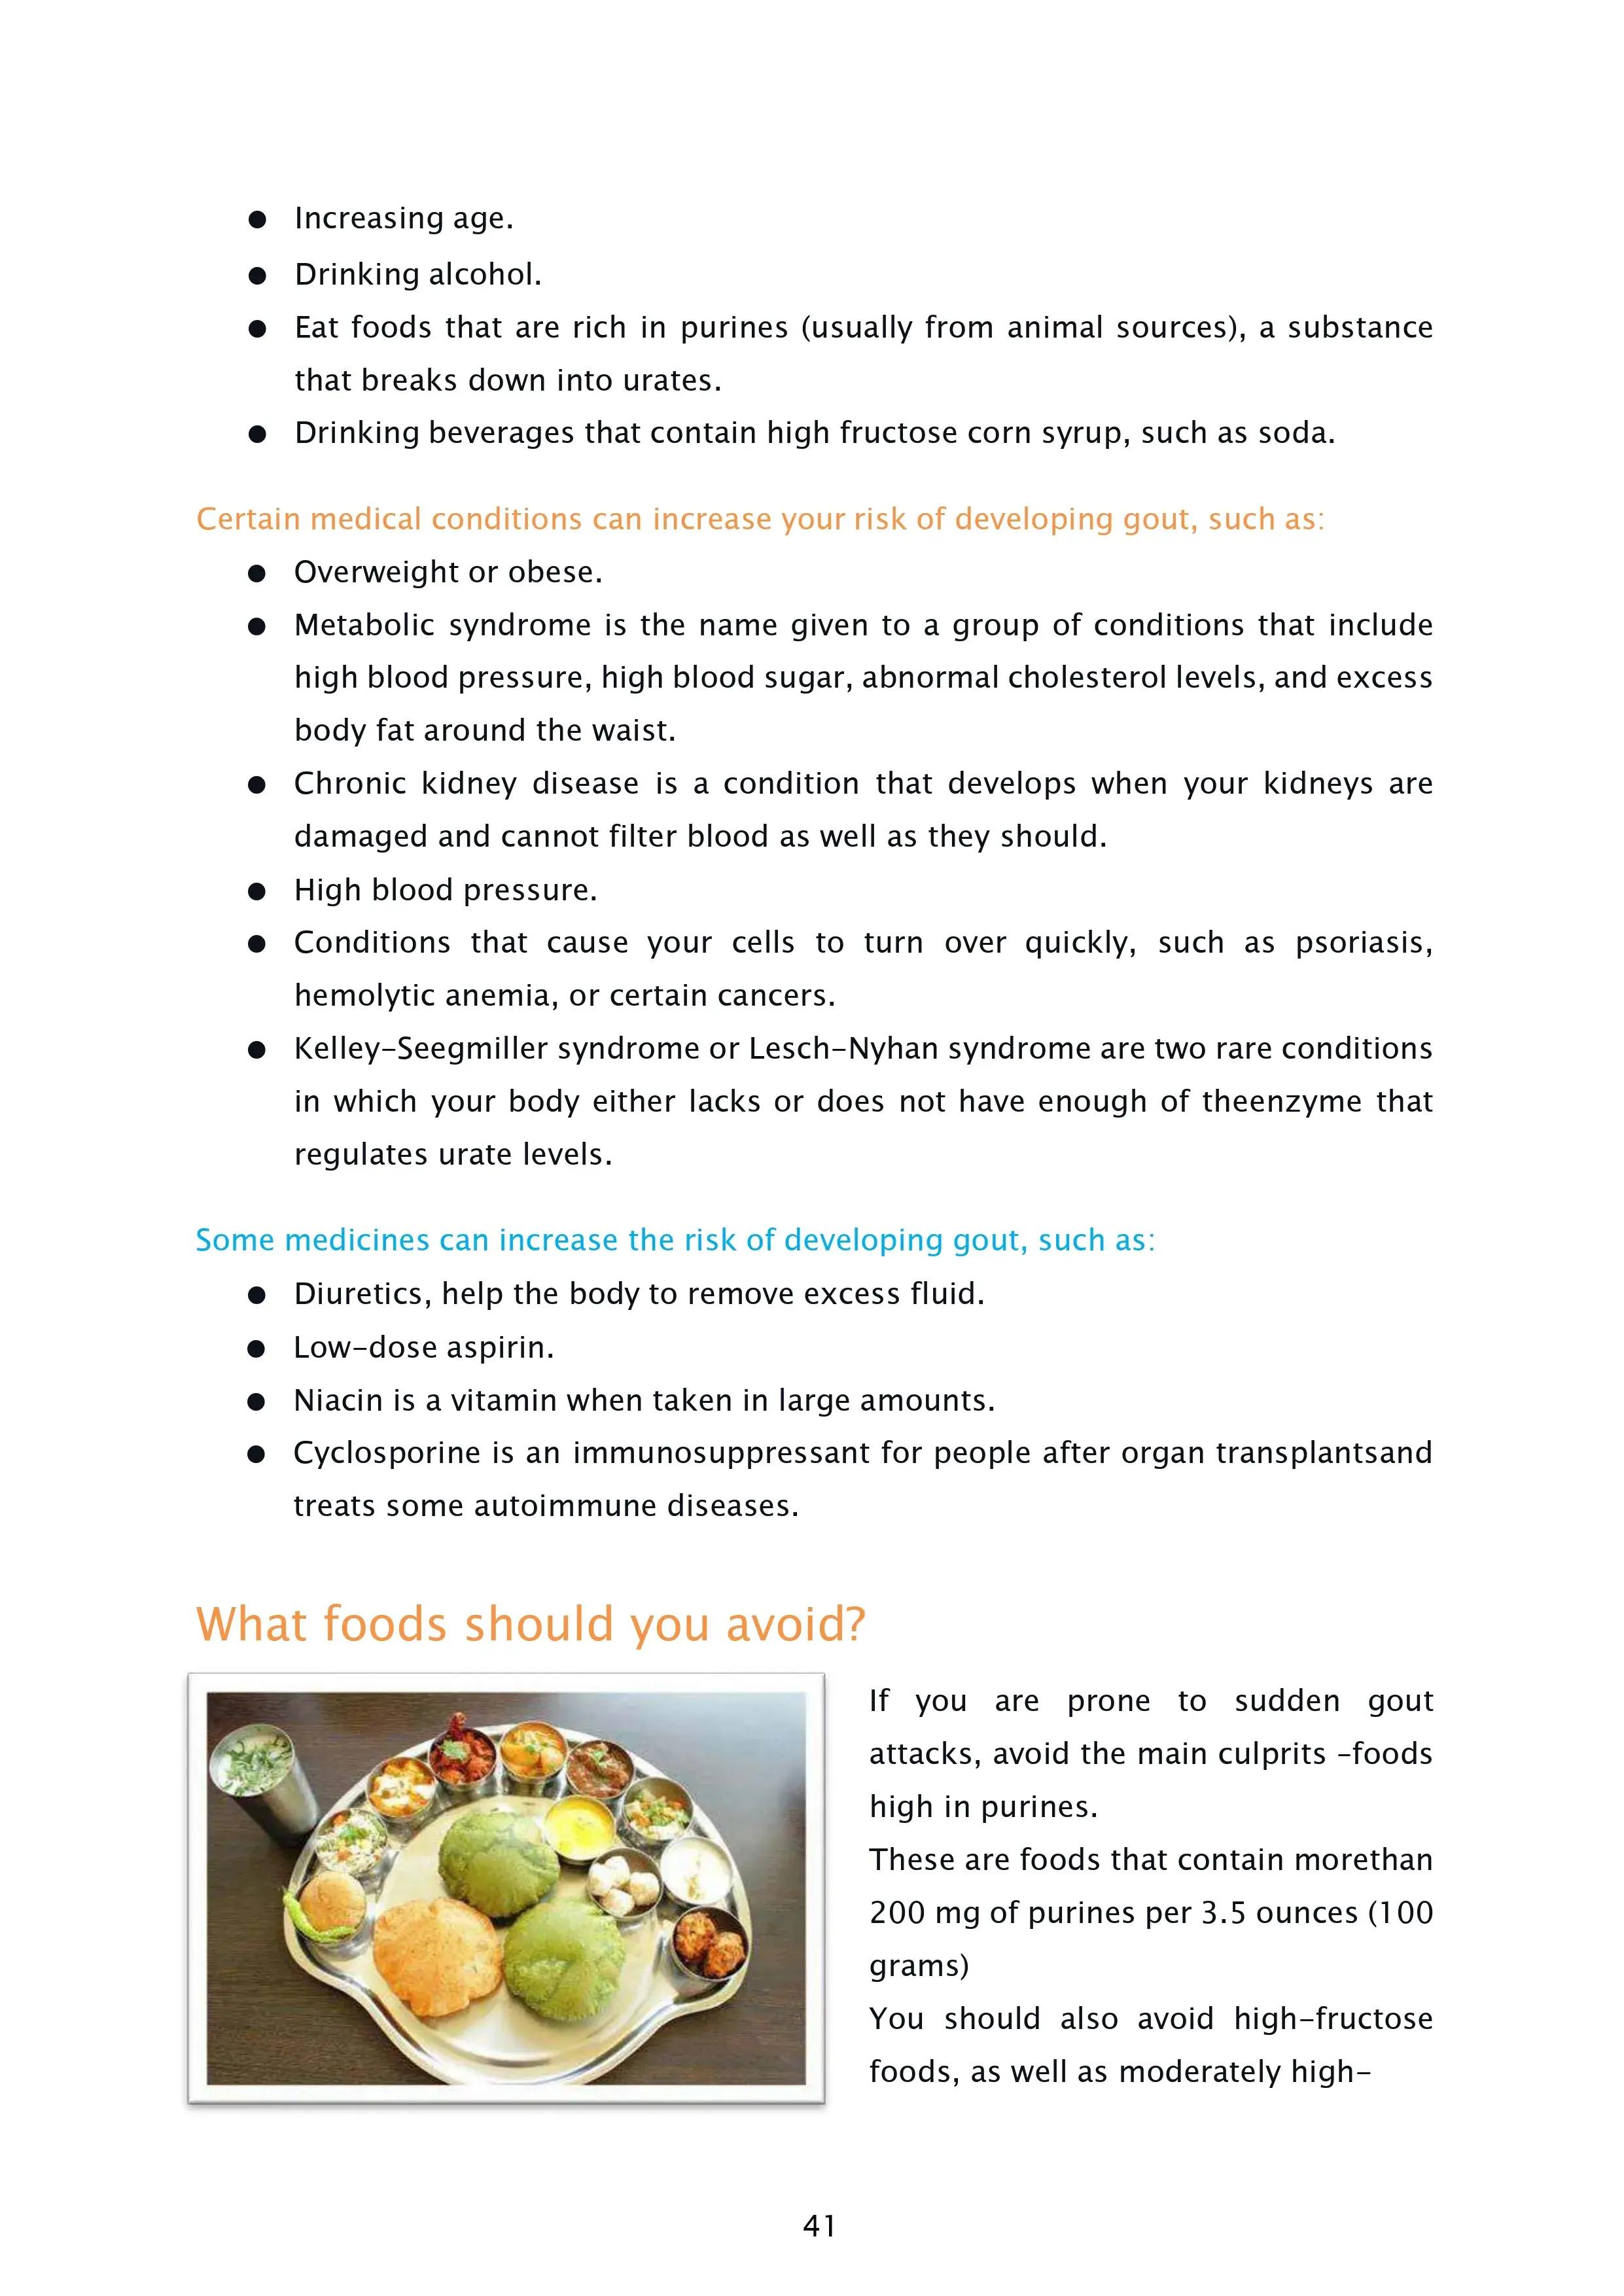 ● Increasing age.
● Drinking alcohol.
● Eat foods that are rich in purines (usually from animal sources), a substance
that breaks down into urates.
● Drinking beverages that contain high fructose corn syrup, such as soda.
Certain medical conditions can increase your risk of developing gout, such as:
● Overweight or obese.
● Metabolic syndrome is the name given to a group of conditions that include
high blood pressure, high blood sugar, abnormal cholesterol levels, and excess
body fat around the waist.
● Chronic kidney disease is a condition that develops when your kidneys are
damaged and cannot filter blood as well as they should.
● High blood pressure.
● Conditions that cause your cells to turn over quickly, such as psoriasis,
hemolytic anemia, or certain cancers.
● Kelley-Seegmiller syndrome or Lesch-Nyhan syndrome are two rare conditions
in which your body either lacks or does not have enough of theenzyme that
regulates urate levels.
Some medicines can increase the risk of developing gout, such as:
● Diuretics, help the body to remove excess fluid.
● Low-dose aspirin.
● Niacin is a vitamin when taken in large amounts.
● Cyclosporine is an immunosuppressant for people after organ transplantsand
treats some autoimmune diseases.
What foods should you avoid?
If you are prone to sudden gout
attacks, avoid the main culprits -foods
high in purines.
These are foods that contain morethan
200 mg of purines per 3.5 ounces (100
grams)
You should also avoid high-fructose
foods, as well as moderately high-
41